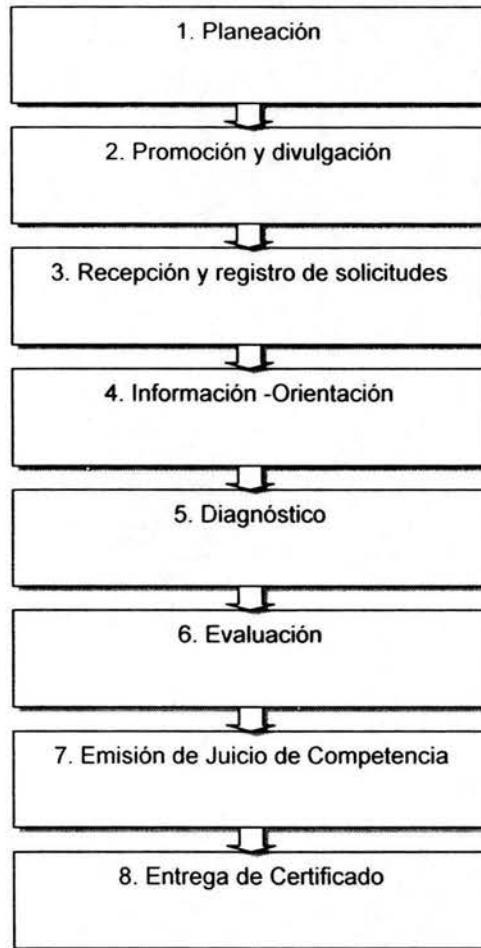 1. Planeación
2. Promoción y divulgación
3. Recepción y registro de solicitudes
4. Información -Orientación
5. Diagnóstico
6. Evaluación
7. Emisión de Juicio de Competencia
8. Entrega de Certificado